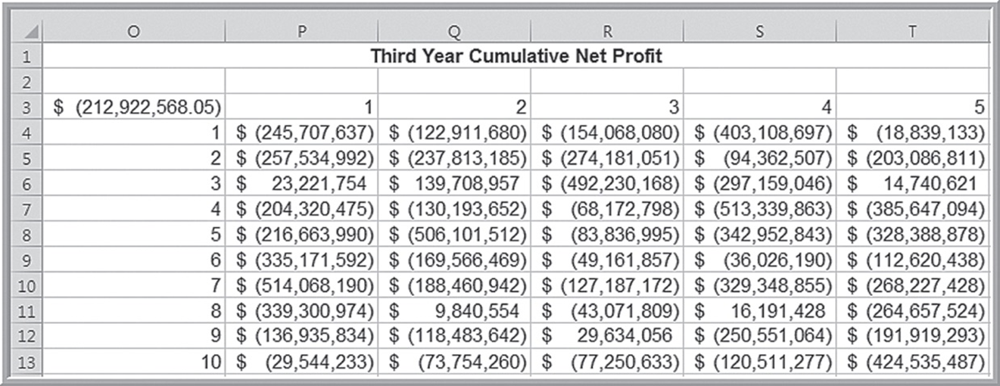 O P Q R S T
1 Third Year Cumulative Net Profit
2
3 $ (212,922,568.05) 1 2 3 4 5
4 1 $ (245,707,637) $ (122,911,680) $ (154,068,080) $ (403,108,697) $ (18,839,133)
5 2 $ (257,534,992) $ (237,813,185) $ (274,181,051) $ (94,362,507) $ (203,086,811)
6 3 $ 23,221,754 $ 139,708,957 $ (492,230,168) $ (297,159,046) $ 14,740,621
7 4 $ (204,320,475) $ (130,193,652) $ (68,172,798) $ (513,339,863) $ (385,647,094)
8 5 $ (216,663,990) $ (506,101,512) $ (83,836,995) $ (342,952,843) $ (328,388,878)
9 6 $ (335,171,592) $ (169,566,469) $ (49,161,857) $ (36,026,190) $ (112,620,438)
10 7 $ (514,068,190) $ (188,460,942) $ (127,187,172) $ (329,348,855) $ (268,227,428)
11 8 $ (339,300,974) $ 9,840,554 $ (43,071,809) $ 16,191,428 $ (264,657,524)
12 9 $ (136,935,834) $ (118,483,642) $ 29,634,056 $ (250,551,064) $ (191,919,293)
13 10 $ (29,544,233) $ (73,754,260) $ (77,250,633) $ (120,511,277) $ (424,535,487)